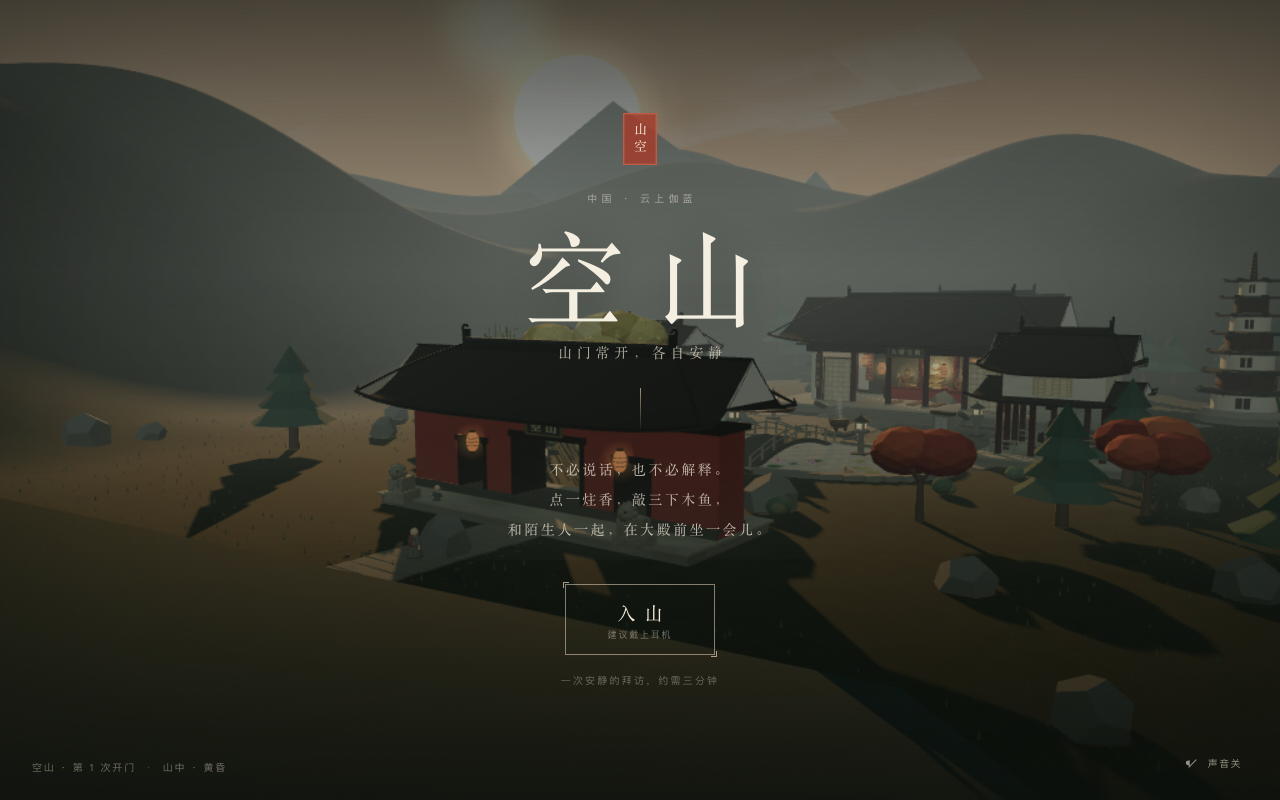 山
空
中国 · 云上伽蓝
空山
山门常开，各自安静
空山
不必说话，也不必解释。
点一炷香，敲三下木鱼，
和陌生人一起，在大殿前坐一会儿。
入山
建议戴上耳机
一次安静的拜访，约需三分钟
空山 · 第 1 次开门 · 山中 · 黄昏
声音关